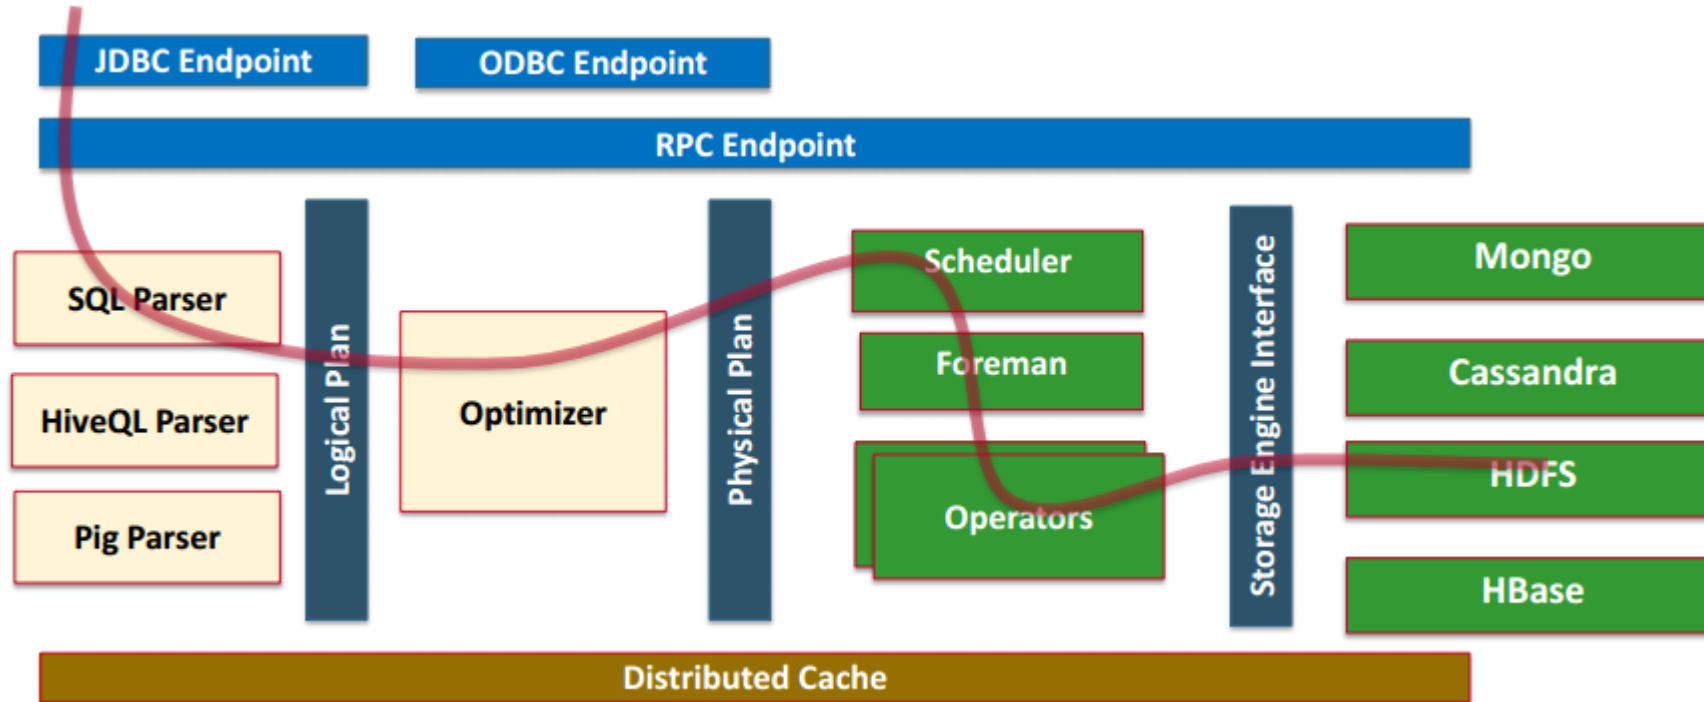 JDBC Endpoint
ODBC Endpoint
RPC Endpoint
SQL Parser
HiveQL Parser
Pig Parser
Logical Plan
Optimizer
Physical Plan
Scheduler
Foreman
Operators
Storage Engine Interface
Mongo
Cassandra
HDFS
HBase
Distributed Cache